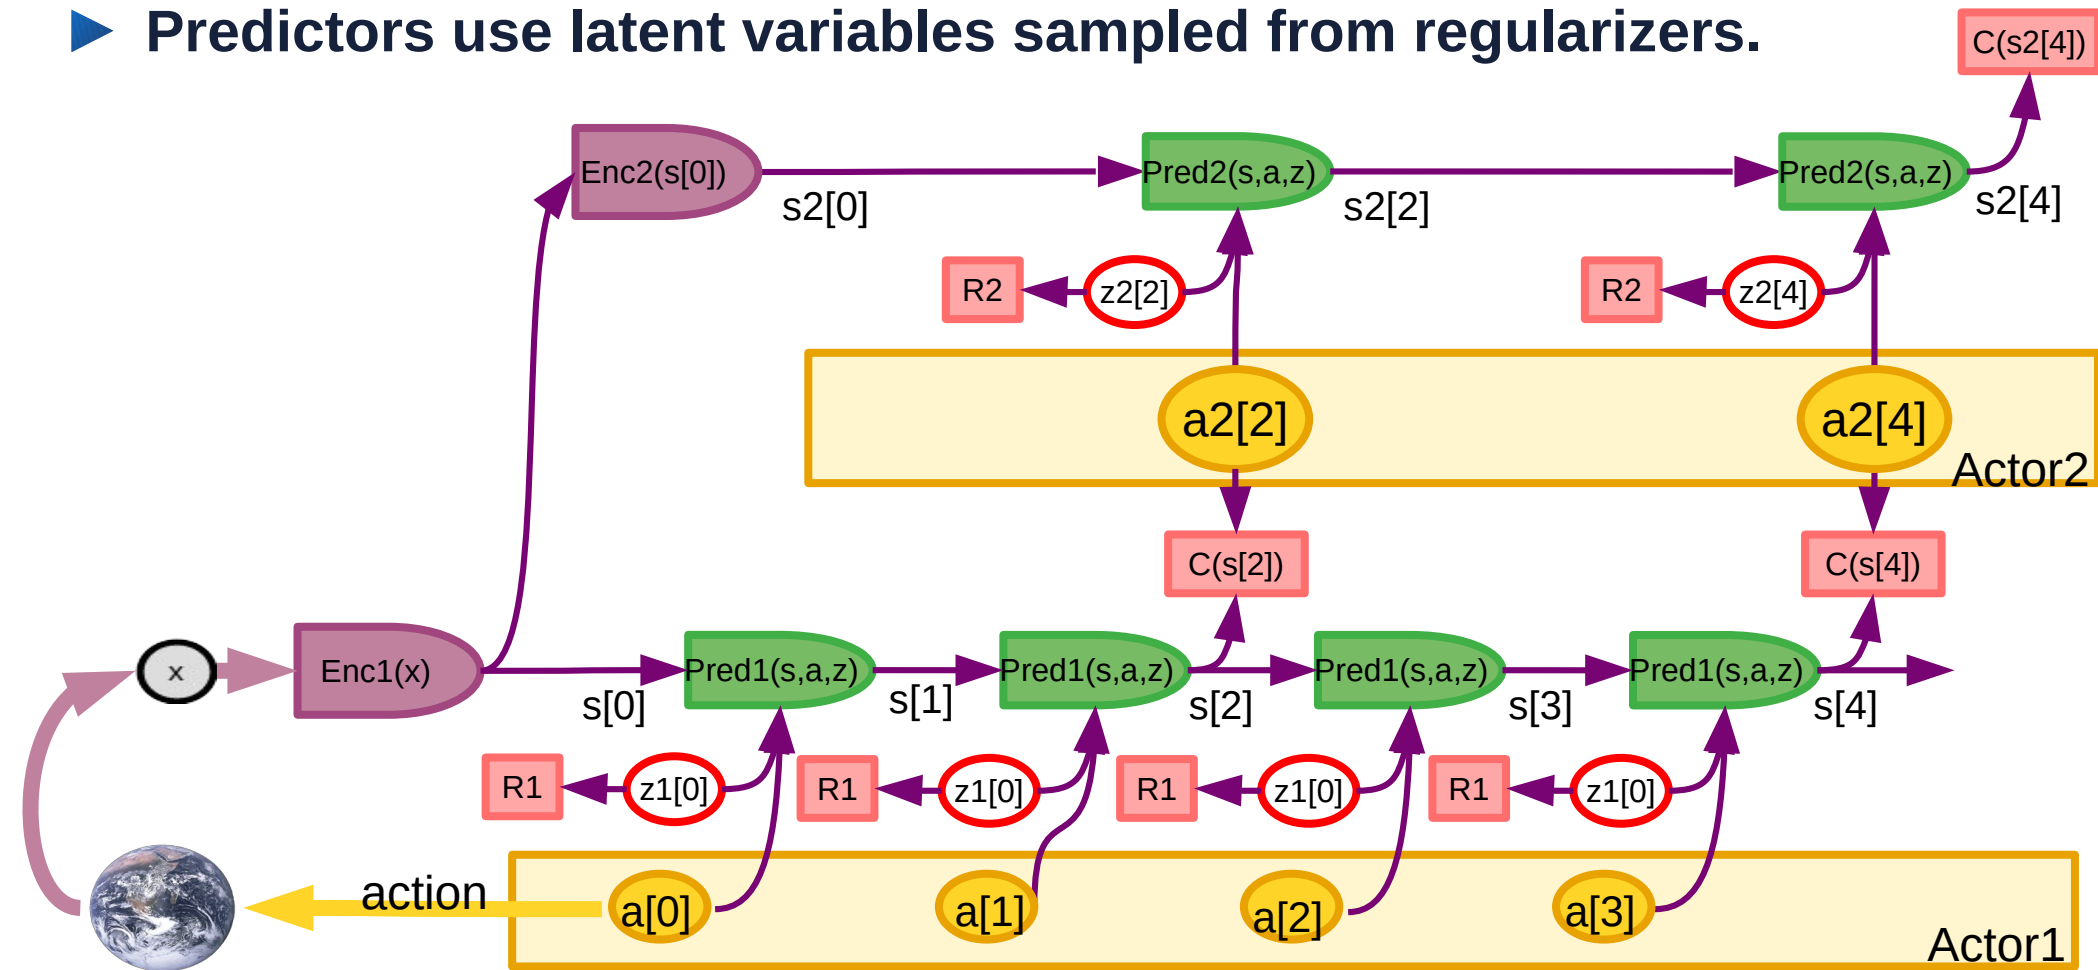 Predictors use latent variables sampled from regularizers.
C(s2[4])
Enc2(s[0])
Pred2(s,a,z)
Pred2(s,a,z)
s2[0]
s2[2]
s2[4]
R2
z2[2]
R2
z2[4]
a2[2]
a2[4]
Actor2
C(s[2])
C(s[4])
x
Enc1(x)
Pred1(s,a,z)
Pred1(s,a,z)
Pred1(s,a,z)
Pred1(s,a,z)
s[0]
s[1]
s[2]
s[3]
s[4]
R1
z1[0]
R1
z1[0]
R1
z1[0]
R1
z1[0]
action
a[0]
a[1]
a[2]
a[3]
Actor1